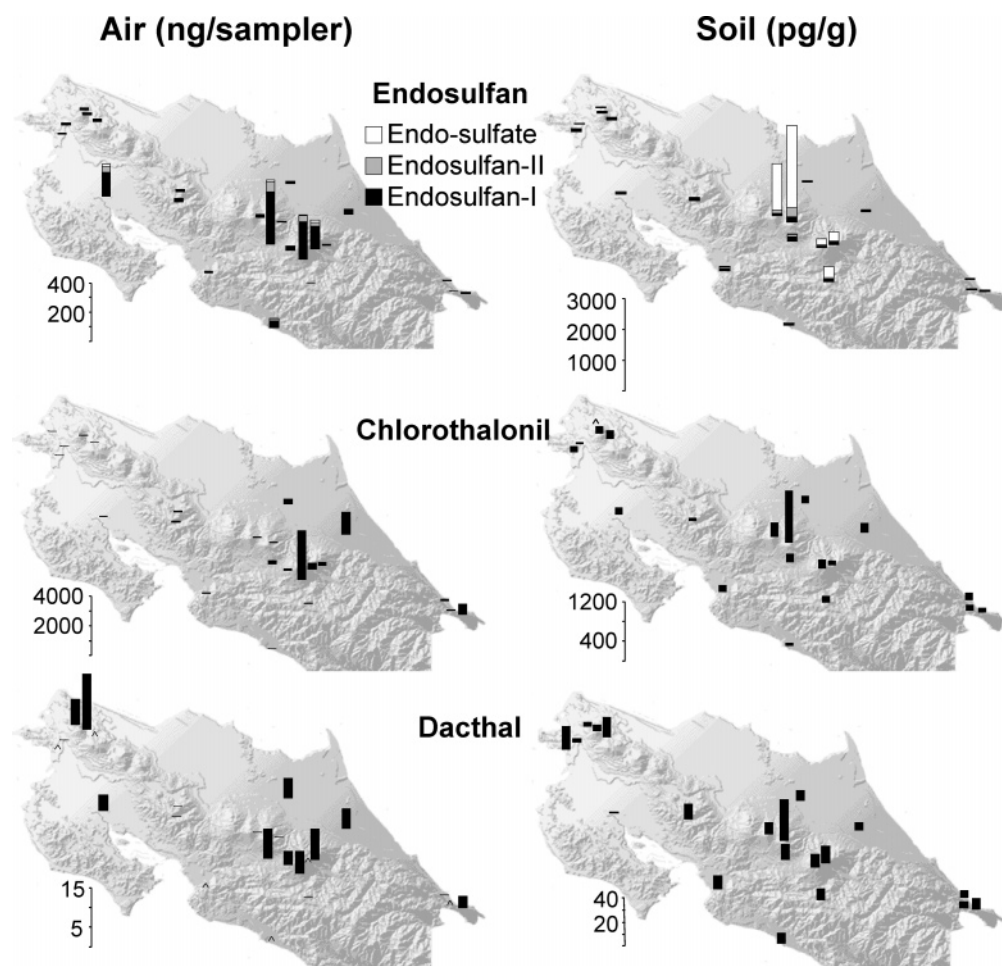 Air (ng/sampler)
Soil (pg/g)
Endosulfan
Endo-sulfate
Endosulfan-II
Endosulfan-I
400
200
3000
2000
1000
Chlorothalonil
4000
2000
1200
400
Dacthal
15
5
40
20